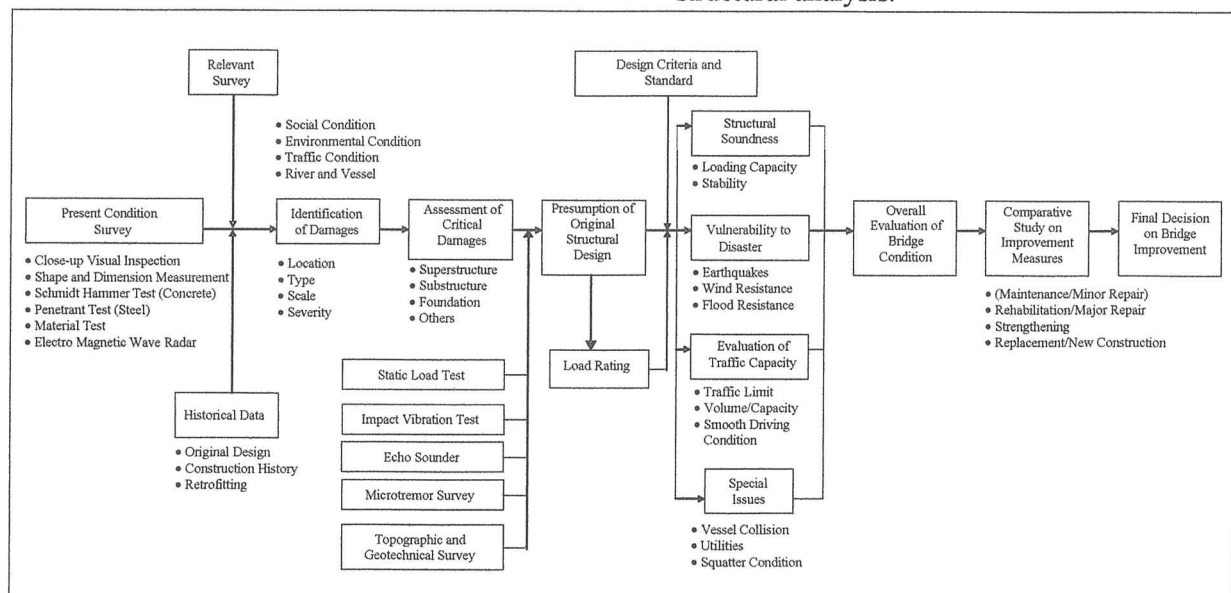 structural analysis.
Relevant
Survey
Design Criteria and
Standard
• Social Condition
• Environmental Condition
• Traffic Condition
• River and Vessel
Structural
Soundness
• Loading Capacity
• Stability
Present Condition
Survey
• Close-up Visual Inspection
• Shape and Dimension Measurement
• Schmidt Hammer Test (Concrete)
• Penetrant Test (Steel)
• Material Test
• Electro Magnetic Wave Radar
Identification
of Damages
• Location
• Type
• Scale
• Severity
Assessment of
Critical
Damages
• Superstructure
• Substructure
• Foundation
• Others
Presumption of
Original
Structural
Design
Vulnerability to
Disaster
• Earthquakes
• Wind Resistance
• Flood Resistance
Overall
Evaluation of
Bridge
Condition
Comparative
Study on
Improvement
Measures
• (Maintenance/Minor Repair)
• Rehabilitation/Major Repair
• Strengthening
• Replacement/New Construction
Final Decision
on Bridge
Improvement
Historical Data
• Original Design
• Construction History
• Retrofitting
Static Load Test
Impact Vibration Test
Echo Sounder
Microtremor Survey
Topographic and
Geotechnical Survey
Load Rating
Evaluation of
Traffic Capacity
• Traffic Limit
• Volume/Capacity
• Smooth Driving
Condition
Special
Issues
• Vessel Collision
• Utilities
• Squatter Condition